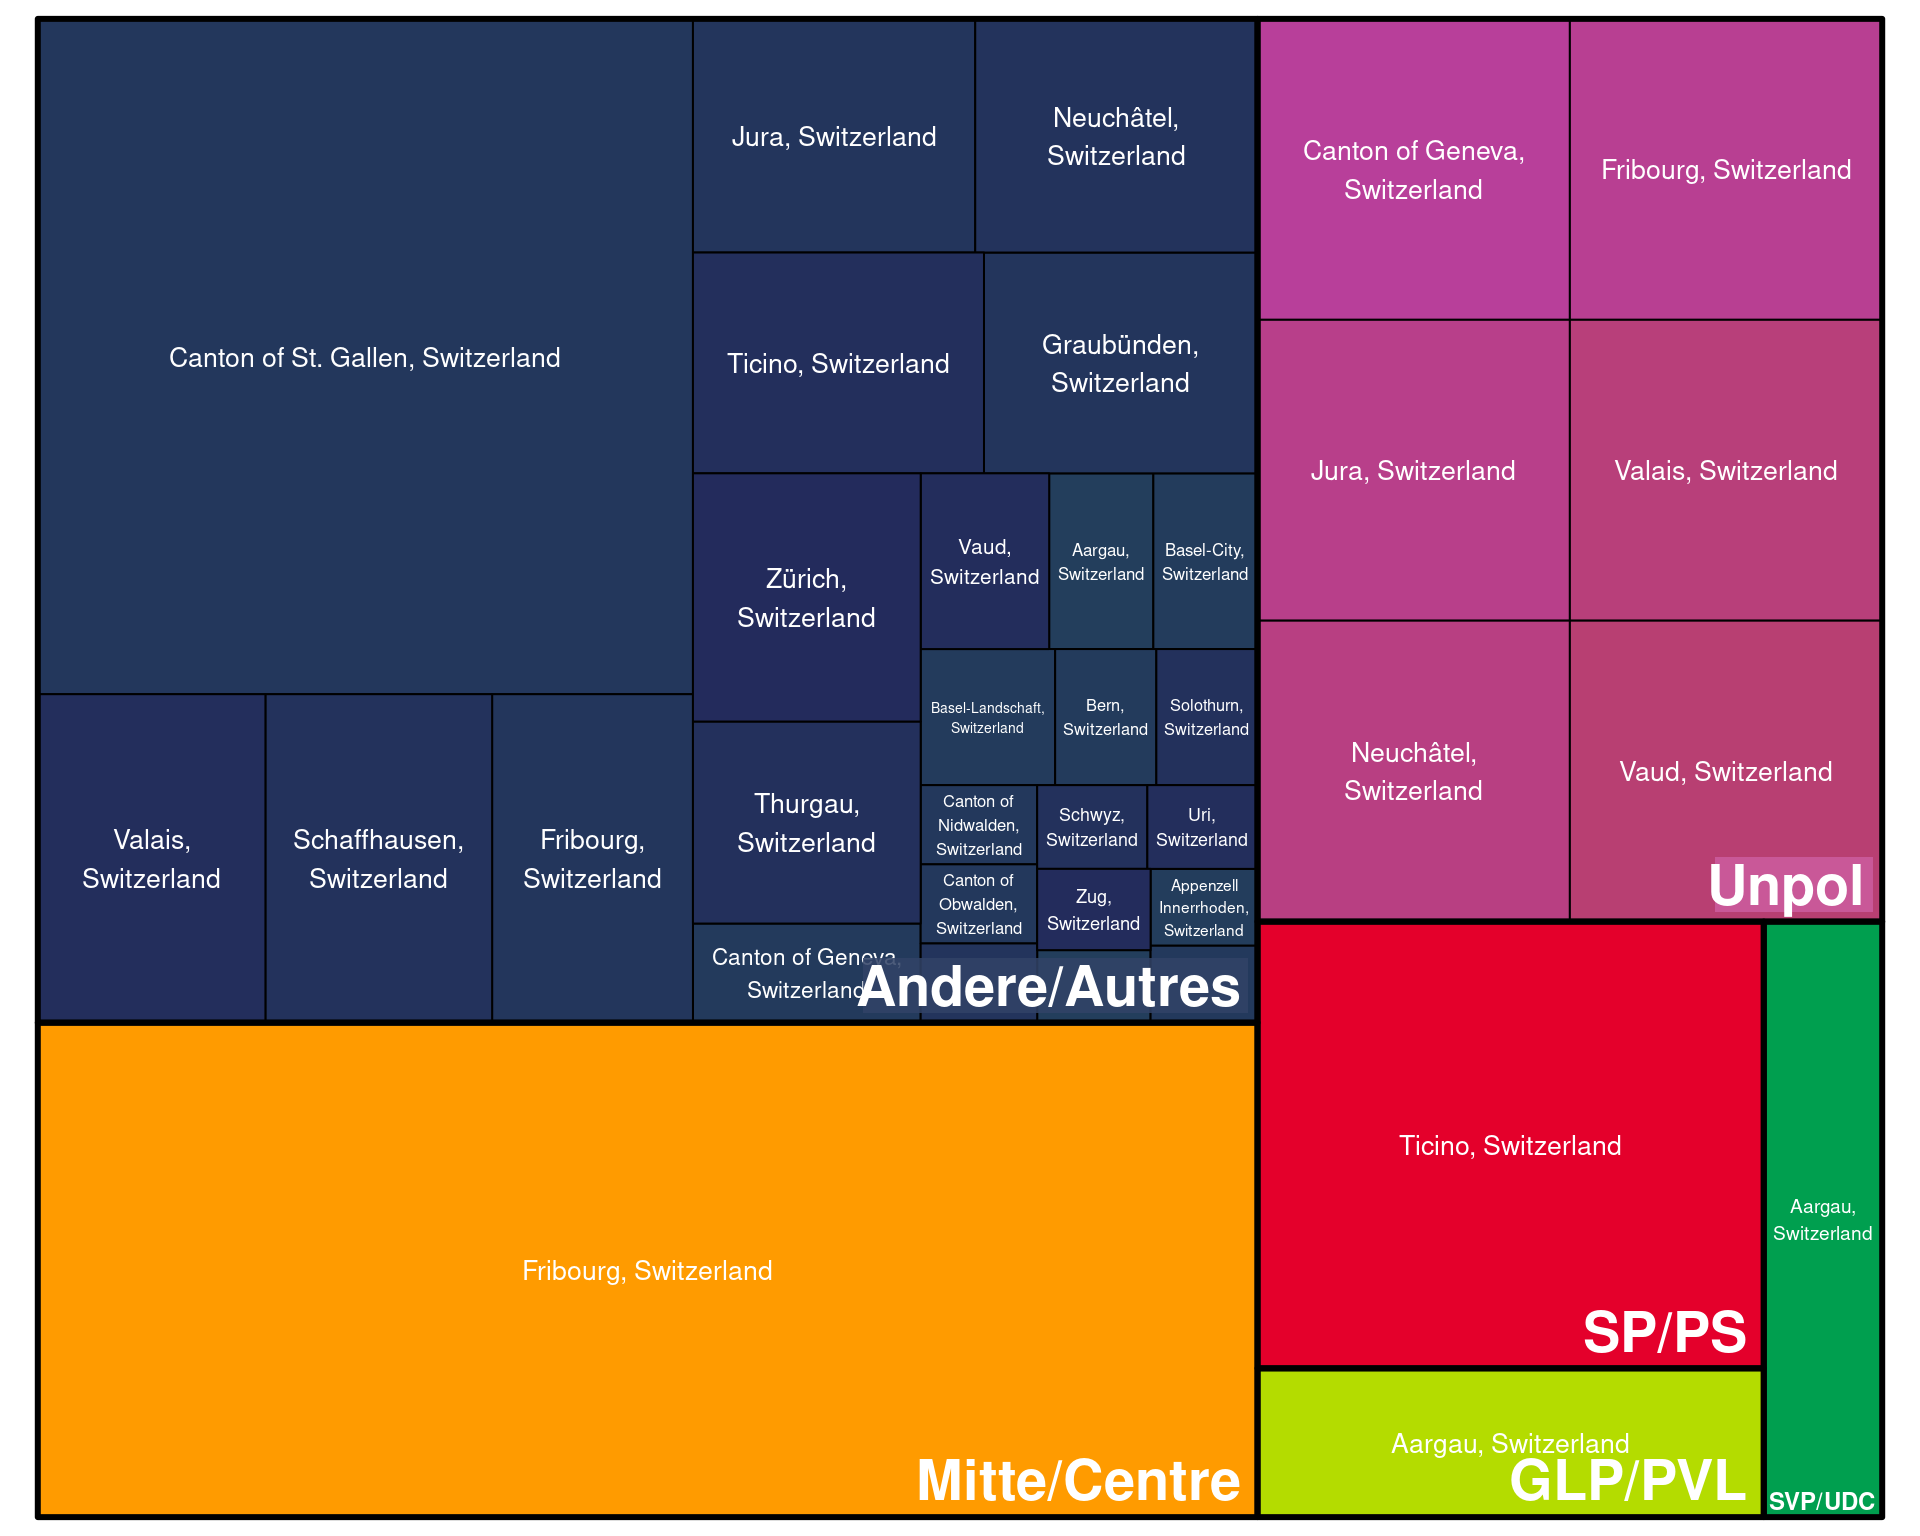 Canton of St. Gallen, Switzerland
Jura, Switzerland
Neuchâtel,
Switzerland
Ticino, Switzerland
Graubünden,
Switzerland
Valais,
Switzerland
Schaffhausen,
Switzerland
Fribourg,
Switzerland
Zürich,
Switzerland
Vaud,
Switzerland
Aargau,
Switzerland
Basel-City,
Switzerland
Basel-Landschaft,
Switzerland
Bern,
Switzerland
Solothurn,
Switzerland
Thurgau,
Switzerland
Canton of
Nidwalden,
Switzerland
Schwyz,
Switzerland
Uri,
Switzerland
Canton of
Obwalden,
Switzerland
Zug,
Switzerland
Appenzell
Innerrhoden,
Switzerland
Canton of Geneva,
Switzerland
Andere/Autres
Canton of Geneva,
Switzerland
Fribourg, Switzerland
Jura, Switzerland
Valais, Switzerland
Neuchâtel,
Switzerland
Vaud, Switzerland
Unpol
Fribourg, Switzerland
Mitte/Centre
Ticino, Switzerland
SP/PS
Aargau, Switzerland
GLP/PVL
Aargau,
Switzerland
SVP/UDC